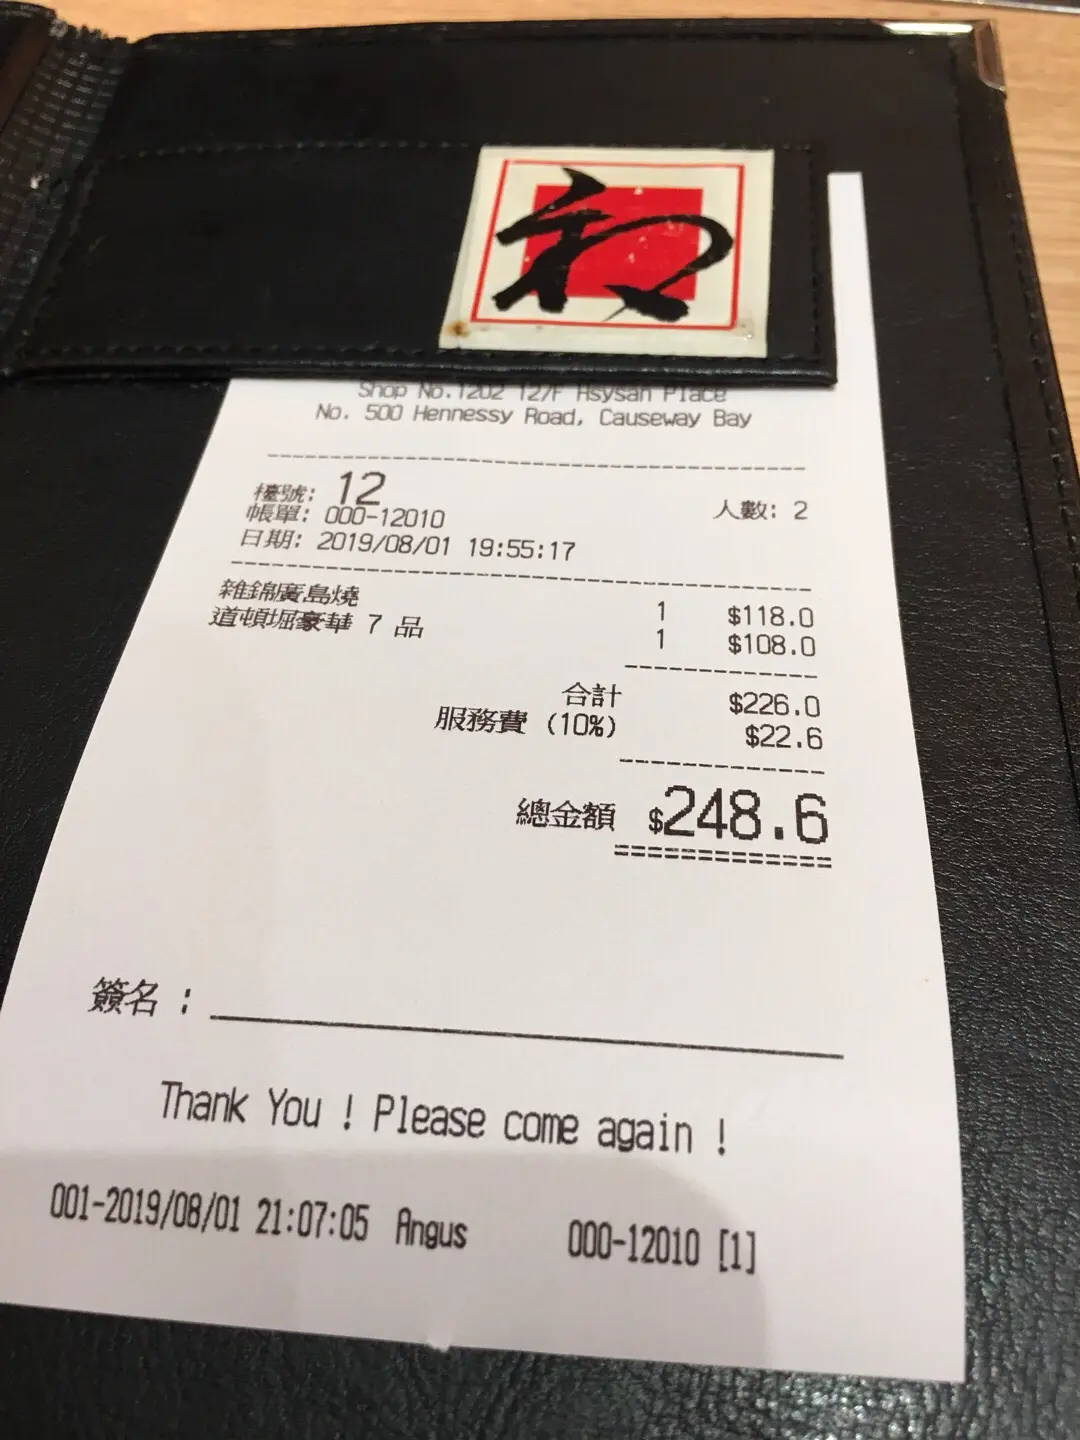 和
Shop No.1202 12/F Hsysan Place
No. 500 Hennessy Road, Causeway Bay
檯號: 12 人數: 2
帳單: 000-12010
日期: 2019/08/01 19:55:17
雜錦廣島燒 1 $118.0
道頓堀豪華 7 品 1 $108.0
合計 $226.0
服務費 (10%) $22.6
總金額 $248.6
簽名 :
Thank You ! Please come again !
001-2019/08/01 21:07:05 Angus 000-12010 [1]